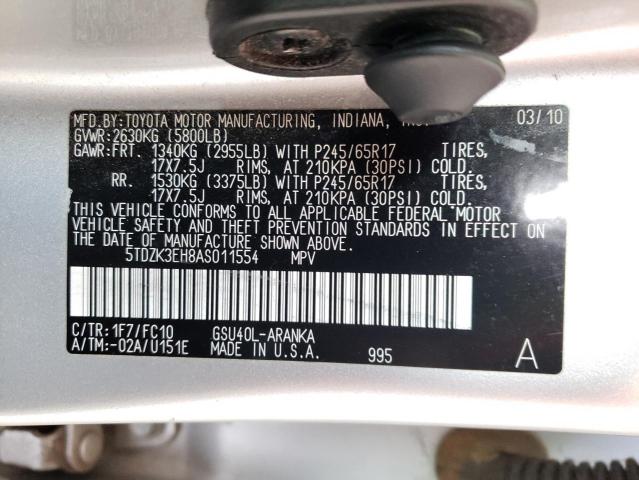 MFD.BY:TOYOTA MOTOR MANUFACTURING, INDIANA, 03/10
GVWR:2630KG (5800LB)
GAWR:FRT. 1340KG (2955LB) WITH P245/65R17 TIRES,
17X7.5J RIMS, AT 210KPA (30PSI) COLD.
RR. 1530KG (3375LB) WITH P245/65R17 TIRES,
17X7.5J RIMS, AT 210KPA (30PSI) COLD.
THIS VEHICLE CONFORMS TO ALL APPLICABLE FEDERAL MOTOR
VEHICLE SAFETY AND THEFT PREVENTION STANDARDS IN EFFECT ON
THE DATE OF MANUFACTURE SHOWN ABOVE.
5TDZK3EH8AS011554 MPV
C/TR:1F7/FC10 GSU40L-ARANKA
A/TM:-02A/U151E MADE IN U.S.A. 995 A